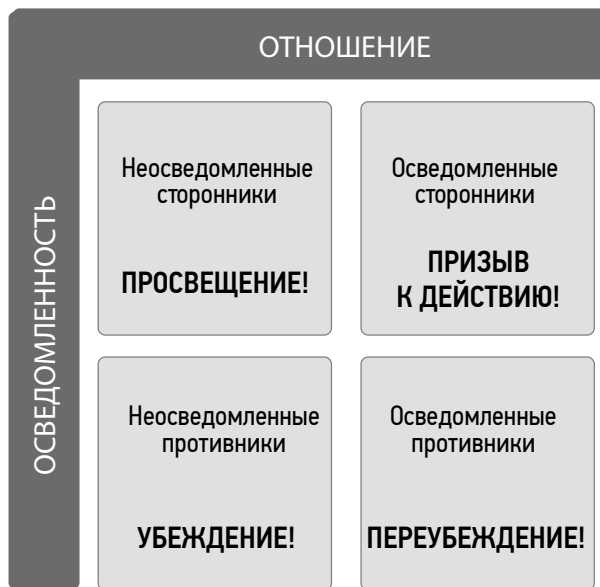 ОТНОШЕНИЕ
ОСВЕДОМЛЕННОСТЬ
Неосведомленные
сторонники
ПРОСВЕЩЕНИЕ!
Осведомленные
сторонники
ПРИЗЫВ
К ДЕЙСТВИЮ!
Неосведомленные
противники
УБЕЖДЕНИЕ!
Осведомленные
противники
ПЕРЕУБЕЖДЕНИЕ!